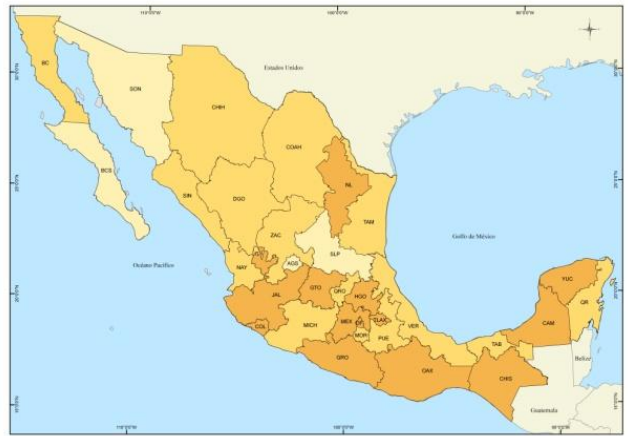 BC
Estados Unidos
SON
CHIH
COAH
BCS
NL
SIN
DGO
TAM
ZAC
Golfo de México
SLP
Océano Pacífico
NAY
AGS
YUC
JAL
GTO
QRO
HGO
QR
COL
MICH
MEX
DF
TLAX
CAM
VER
MOR
PUE
TAB
Belize
GRO
OAX
CHIS
Guatemala